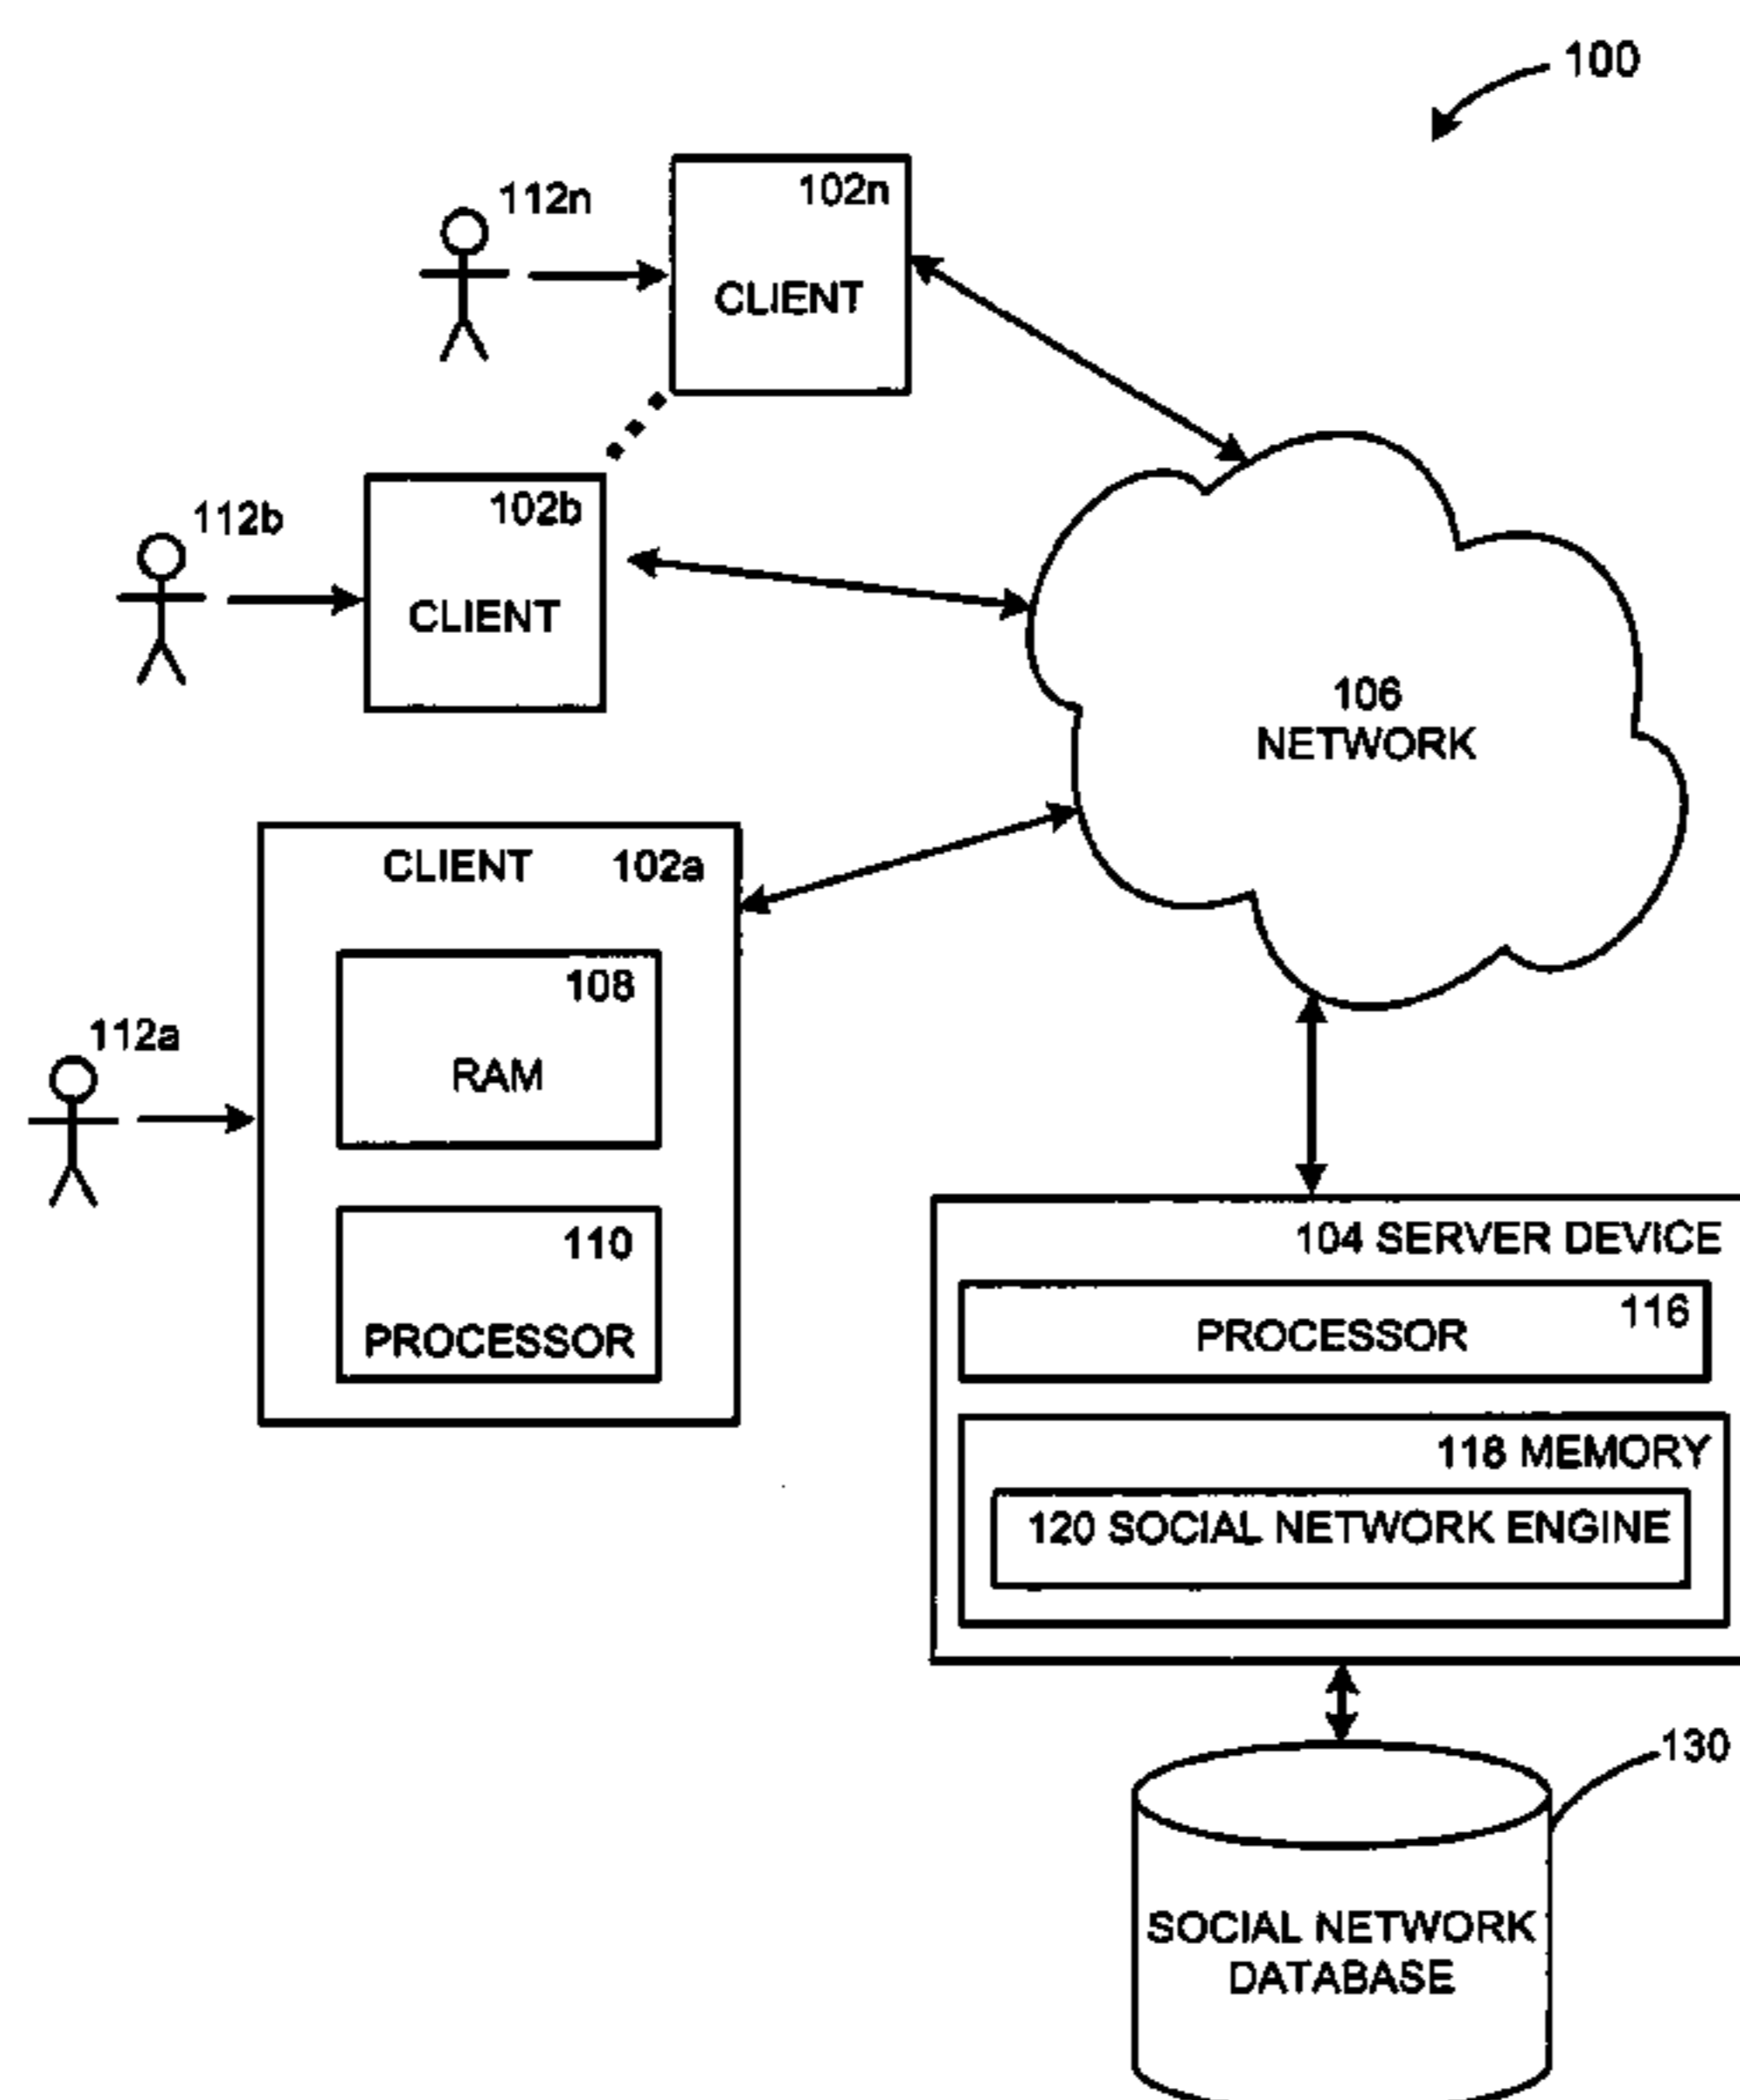 100
112n
102n
CLIENT
112b
102b
CLIENT
106
NETWORK
CLIENT 102a
108
RAM
112a
110
PROCESSOR
104 SERVER DEVICE
116
PROCESSOR
118 MEMORY
120 SOCIAL NETWORK ENGINE
130
SOCIAL NETWORK
DATABASE